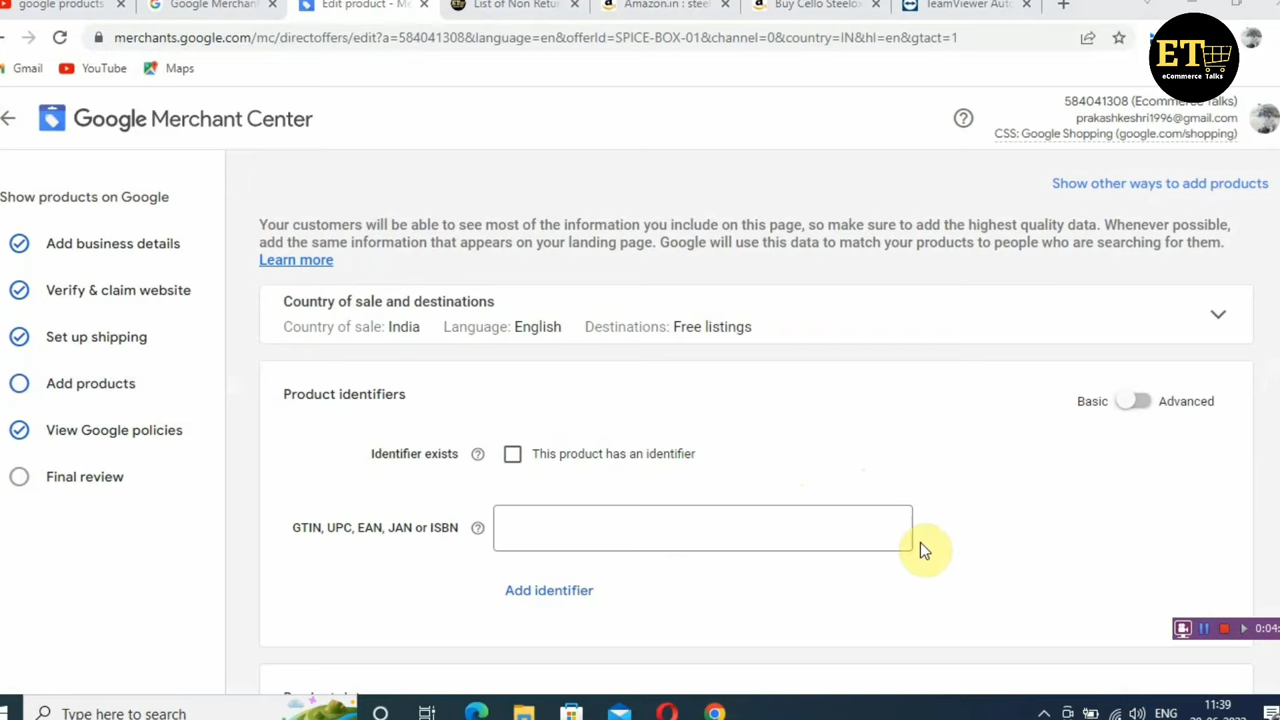 google products
Google Merchan
Edit product - Me
List of Non Retu
Amazon.in : steel
Buy Cello Steelox
TeamViewer Auto
merchants.google.com/mc/directoffers/edit?a=584041308&language=en&offerId=SPICE-BOX-01&channel=0&country=IN&hl=en&gtact=1
Gmail
YouTube
Maps
ET
eCommerce Talks
Google Merchant Center
584041308 (Ecommerce Talks)
prakashkeshri1996@gmail.com
CSS: Google Shopping (google.com/shopping)
Show products on Google
Add business details
Verify & claim website
Set up shipping
Add products
View Google policies
Final review
Show other ways to add products
Your customers will be able to see most of the information you include on this page, so make sure to add the highest quality data. Whenever possible,
add the same information that appears on your landing page. Google will use this data to match your products to people who are searching for them.
Learn more
Country of sale and destinations
Country of sale: India Language: English Destinations: Free listings
Product identifiers
Basic
Advanced
Identifier exists
This product has an identifier
GTIN, UPC, EAN, JAN or ISBN
Add identifier
0:04:
Type here to search
ENG
11:39